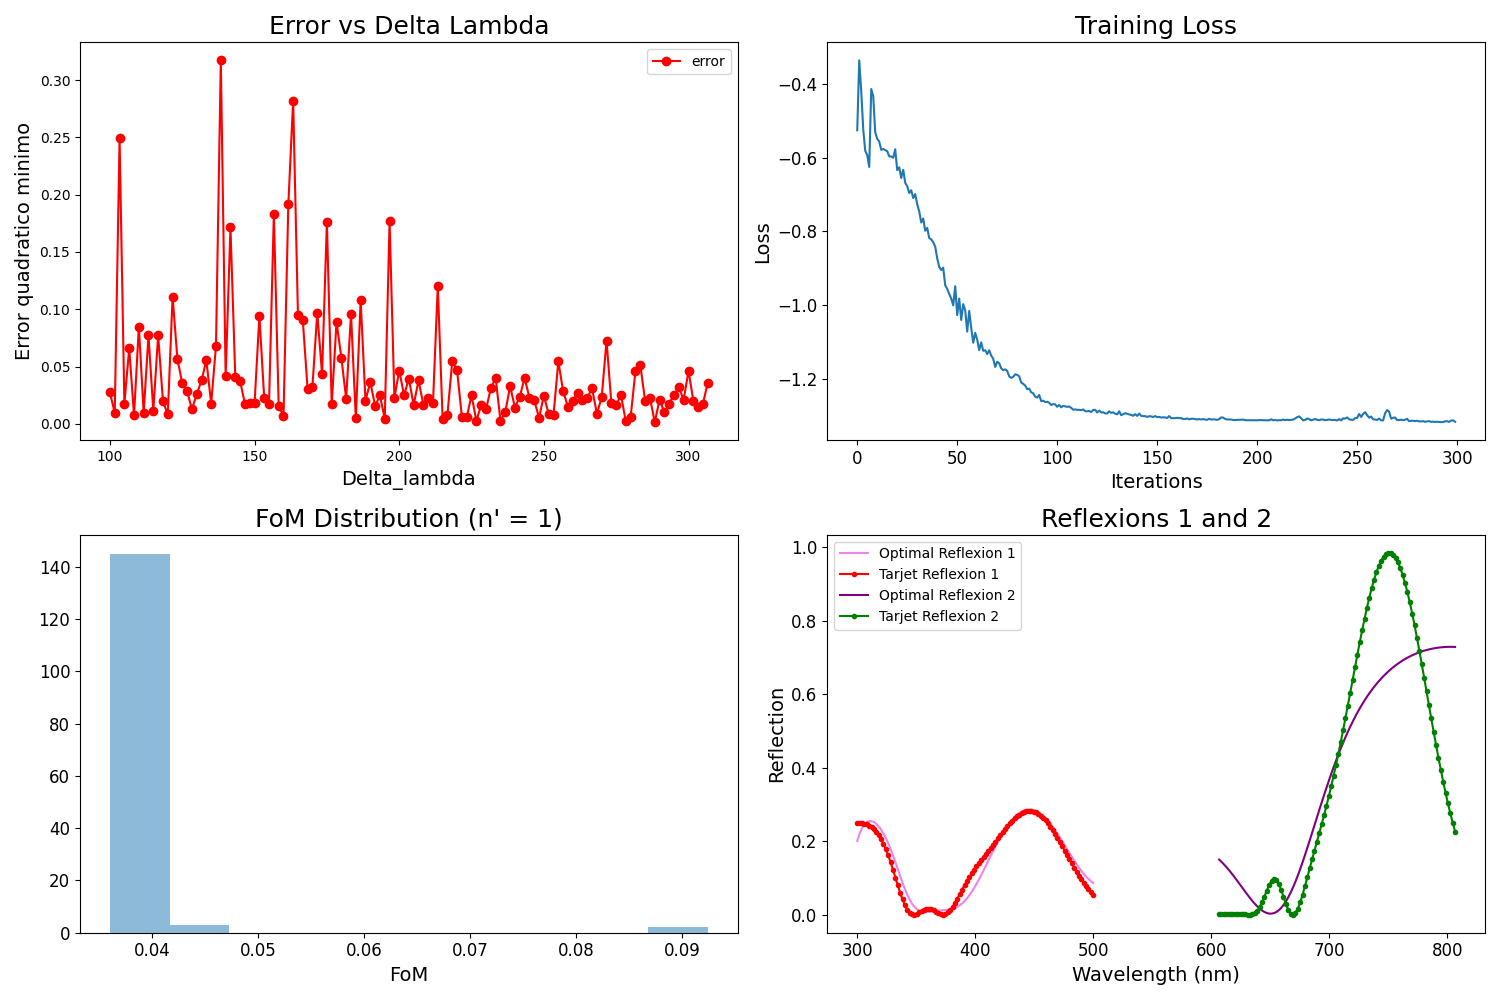 Error vs Delta Lambda
error
Error quadratico minimo
0.30
0.25
0.20
0.15
0.10
0.05
0.00
100 150 200 250 300
Delta_lambda
Training Loss
Loss
−0.4
−0.6
−0.8
−1.0
−1.2
0 50 100 150 200 250 300
Iterations
FoM Distribution (n' = 1)
140
120
100
80
60
40
20
0
0.04 0.05 0.06 0.07 0.08 0.09
FoM
Reflexions 1 and 2
Optimal Reflexion 1
Tarjet Reflexion 1
Optimal Reflexion 2
Tarjet Reflexion 2
Reflection
1.0
0.8
0.6
0.4
0.2
0.0
300 400 500 600 700 800
Wavelength (nm)